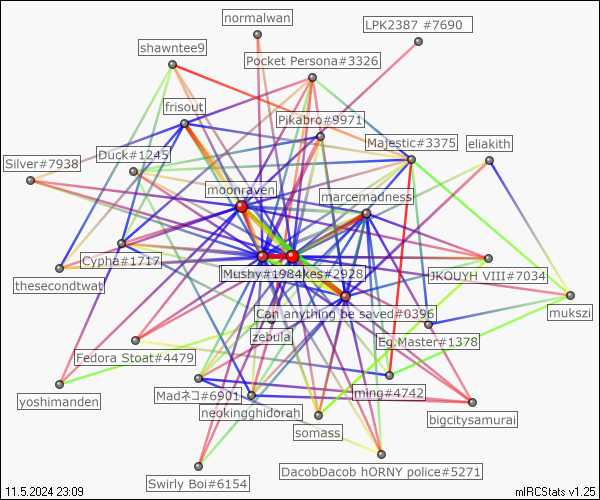 normalwan
LPK2387 #7690
shawntee9
Pocket Persona#3326
frisout
Pikabro#9971
Majestic#3375
eliakith
Duck#1245
Silver#7938
moonraven
marcemadness
Cypha#1717
Mushy#1984
kes#2928
JKOUYH VIII#7034
thesecondtwat
mukszi
Can anything be saved#0396
zebula
Eq.Master#1378
Fedora Stoat#4479
Madネコ#6901
ming#4742
yoshimanden
neokingghidorah
bigcitysamurai
somass
Swirly Boi#6154
DacobDacob hORNY police#5271
11.5.2024 23:09
mIRCStats v1.25